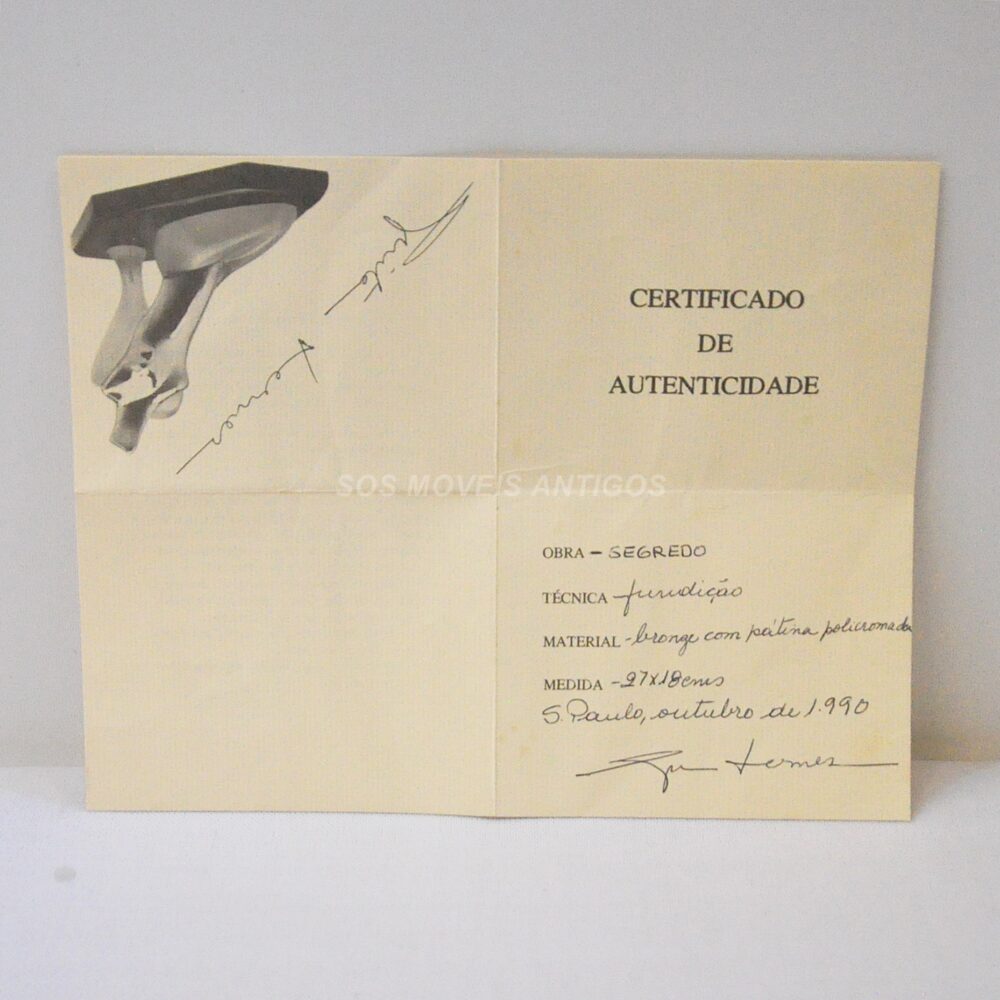 CERTIFICADO
DE
AUTENTICIDADE
SOS MOVEIS ANTIGOS
OBRA - SEGREDO
TÉCNICA - fundição
MATERIAL - bronze com pátina policromada
MEDIDA - 27x18cms
S. Paulo, outubro de 1.990